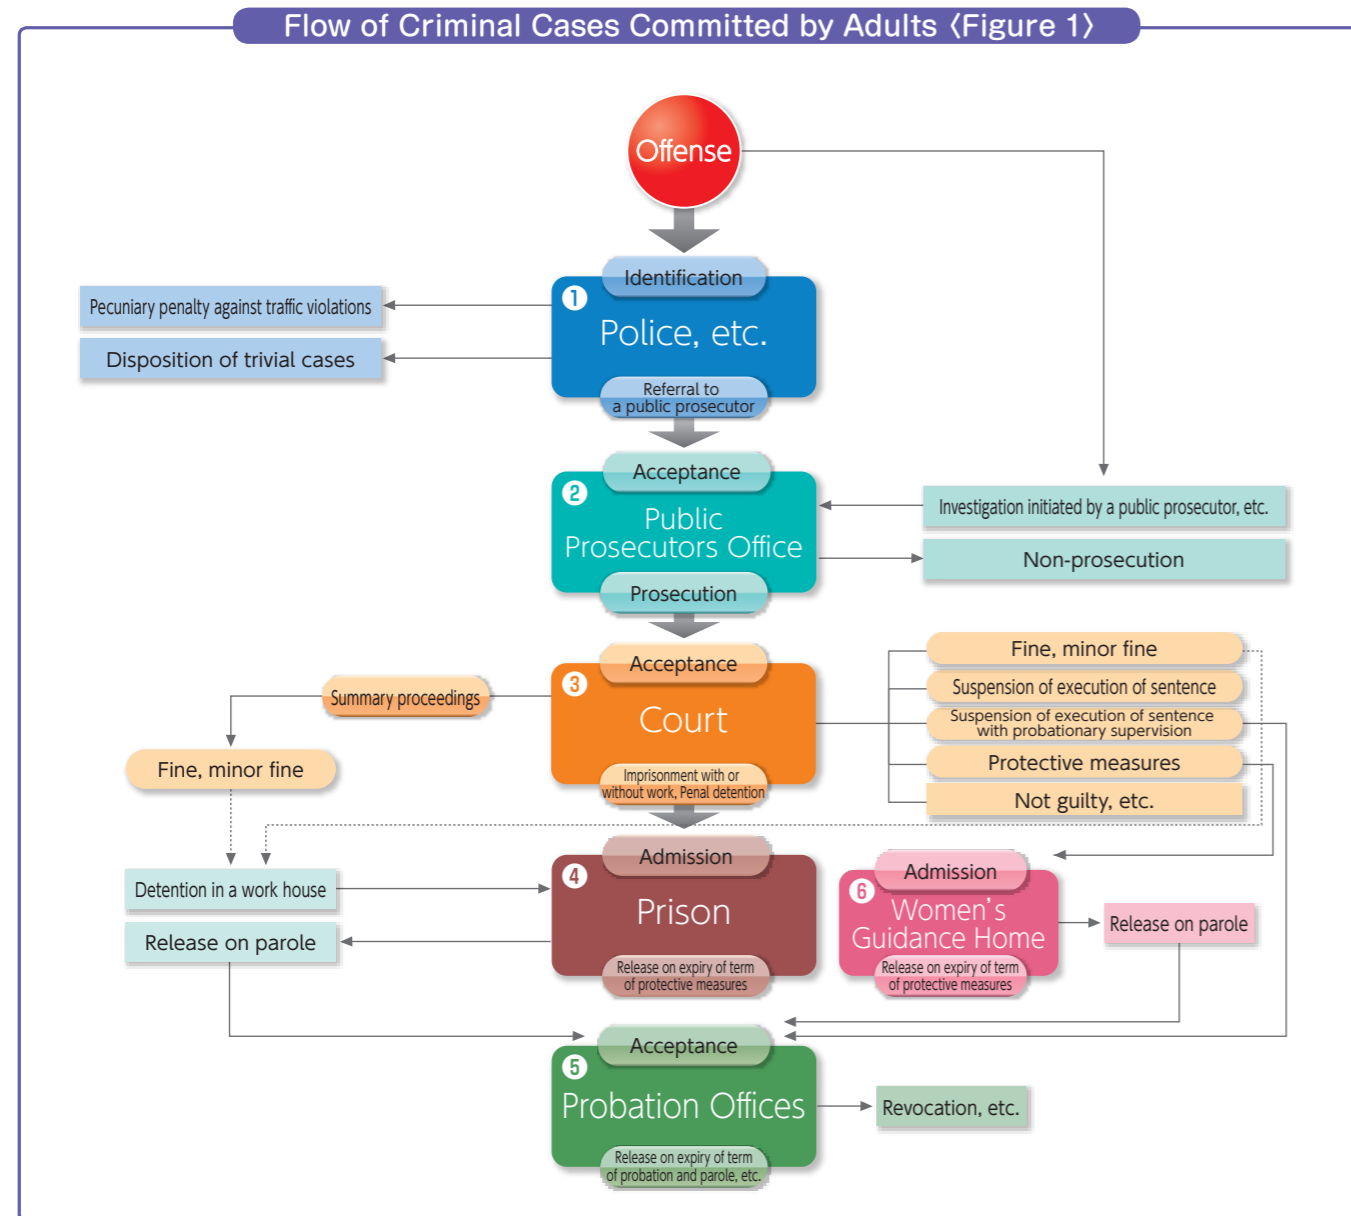 Flow of Criminal Cases Committed by Adults〈Figure 1〉
Offense
Identification
1
Police, etc.
Referral to
a public prosecutor
Pecuniary penalty against traffic violations
Disposition of trivial cases
Acceptance
2
Public
Prosecutors Office
Prosecution
Investigation initiated by a public prosecutor, etc.
Non-prosecution
Acceptance
3
Court
Imprisonment with or
without work, Penal detention
Summary proceedings
Fine, minor fine
Fine, minor fine
Suspension of execution of sentence
Suspension of execution of sentence
with probationary supervision
Protective measures
Not guilty, etc.
Detention in a work house
Release on parole
Admission
4
Prison
Release on expiry of term
of protective measures
Admission
6
Women's
Guidance Home
Release on expiry of term
of protective measures
Release on parole
Acceptance
5
Probation Offices
Release on expiry of term
of probation and parole, etc.
Revocation, etc.